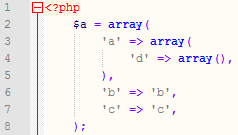 1 <?php
2 $a = array(
3 'a' => array(
4 'd' => array(),
5 ),
6 'b' => 'b',
7 'c' => 'c',
8 );